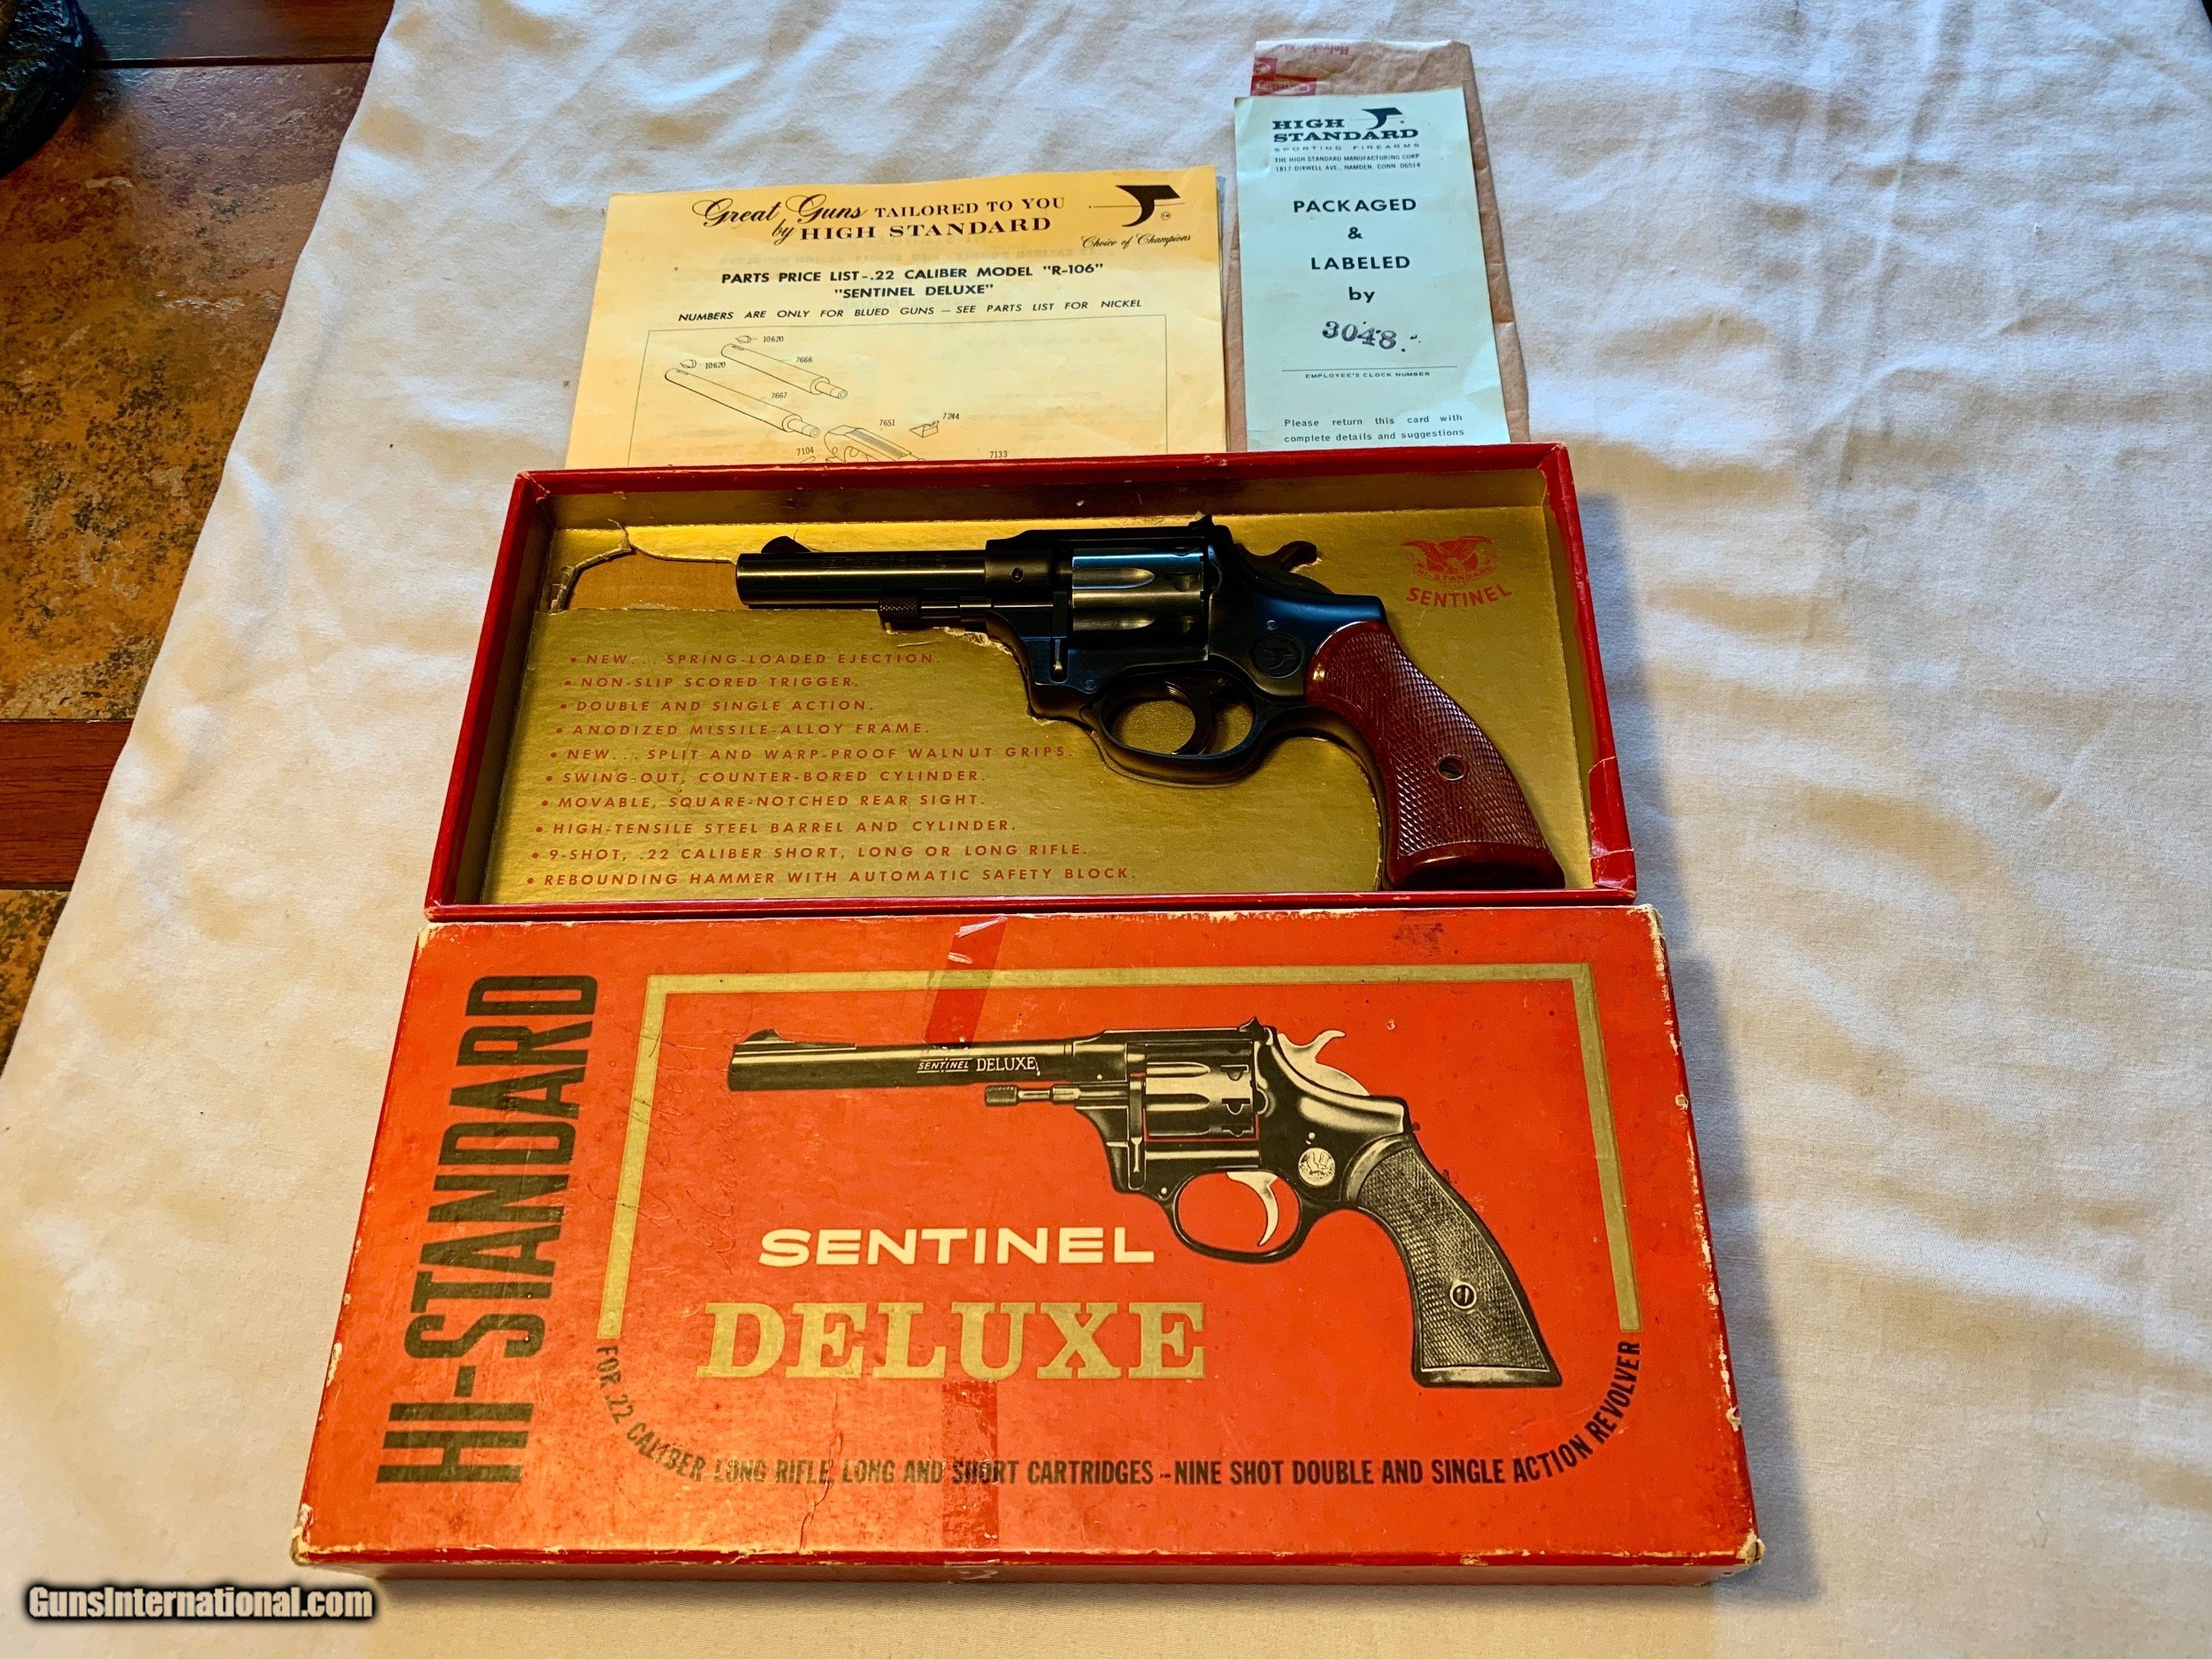 Great Guns TAILORED TO YOU
by HIGH STANDARD
Choice of Champions
PARTS PRICE LIST-.22 CALIBER MODEL "R-106"
"SENTINEL DELUXE"
NUMBERS ARE ONLY FOR BLUED GUNS — SEE PARTS LIST FOR NICKEL
10620
7666
10620
7667
7651
7244
7104
7133
HIGH
STANDARD
SPORTING FIREARMS
THE HIGH STANDARD MANUFACTURING CORP
1817 DIXWELL AVE., HAMDEN, CONN. 06514
PACKAGED
&
LABELED
by
3048.
EMPLOYEE'S CLOCK NUMBER
Please return this card with
complete details and suggestions
HI-STANDARD
SENTINEL
• NEW... SPRING-LOADED EJECTION.
• NON-SLIP SCORED TRIGGER.
• DOUBLE AND SINGLE ACTION.
• ANODIZED MISSILE-ALLOY FRAME.
• NEW... SPLIT AND WARP-PROOF WALNUT GRIPS.
• SWING-OUT, COUNTER-BORED CYLINDER.
• MOVABLE, SQUARE-NOTCHED REAR SIGHT.
• HIGH-TENSILE STEEL BARREL AND CYLINDER.
• 9-SHOT, .22 CALIBER SHORT, LONG OR LONG RIFLE.
• REBOUNDING HAMMER WITH AUTOMATIC SAFETY BLOCK.
HI-STANDARD
SENTINEL DELUXE
SENTINEL
DELUXE
FOR .22 CALIBER LONG RIFLE, LONG AND SHORT CARTRIDGES -- NINE SHOT DOUBLE AND SINGLE ACTION REVOLVER
GunsInternational.com